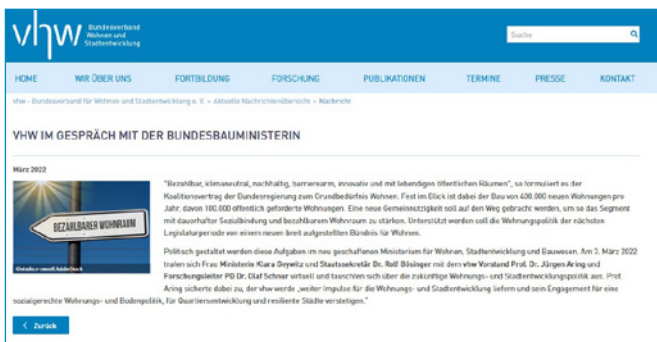 vhw Bundesverband
Wohnen und
Stadtentwicklung
Suche
HOME WIR ÜBER UNS FORTBILDUNG FORSCHUNG PUBLIKATIONEN TERMINE PRESSE KONTAKT
vhw - Bundesverband für Wohnen und Stadtentwicklung e. V. > Aktuelle Nachrichtenübersicht > Nachricht
VHW IM GESPRÄCH MIT DER BUNDESBAUMINISTERIN
März 2022
"Bezahlbar, klimaneutral, nachhaltig, barrierearm, innovativ und mit lebendigen öffentlichen Räumen", so formuliert es der
Koalitionsvertrag der Bundesregierung zum Grundbedürfnis Wohnen. Fest im Blick ist dabei der Bau von 400.000 neuen Wohnungen pro
Jahr, davon 100.000 öffentlich geförderte Wohnungen. Eine neue Gemeinnützigkeit soll auf den Weg gebracht werden, um so das Segment
mit dauerhafter Sozialbindung und bezahlbarem Wohnraum zu stärken. Unterstützt werden soll die Wohnungspolitik der nächsten
Legislaturperiode von einem neuen breit aufgestellten Bündnis für Wohnen.
BEZAHLBARER WOHNRAUM
Politisch gestaltet werden diese Aufgaben im neu geschaffenen Ministerium für Wohnen, Stadtentwicklung und Bauwesen. Am 3. März 2022
trafen sich Frau Ministerin Klara Geywitz und Staatssekretär Dr. Rolf Bösinger mit dem vhw Vorstand Prof. Dr. Jürgen Aring und
Forschungsleiter PD Dr. Olaf Schnur virtuell und tauschten sich über die zukünftige Wohnungs- und Stadtentwicklungspolitik aus. Prof.
Aring sicherte dabei zu, der vhw werde „weiter Impulse für die Wohnungs- und Stadtentwicklung liefern und sein Engagement für eine
sozialgerechte Wohnungs- und Bodenpolitik, für Quartiersentwicklung und resiliente Städte verstetigen."
< Zurück